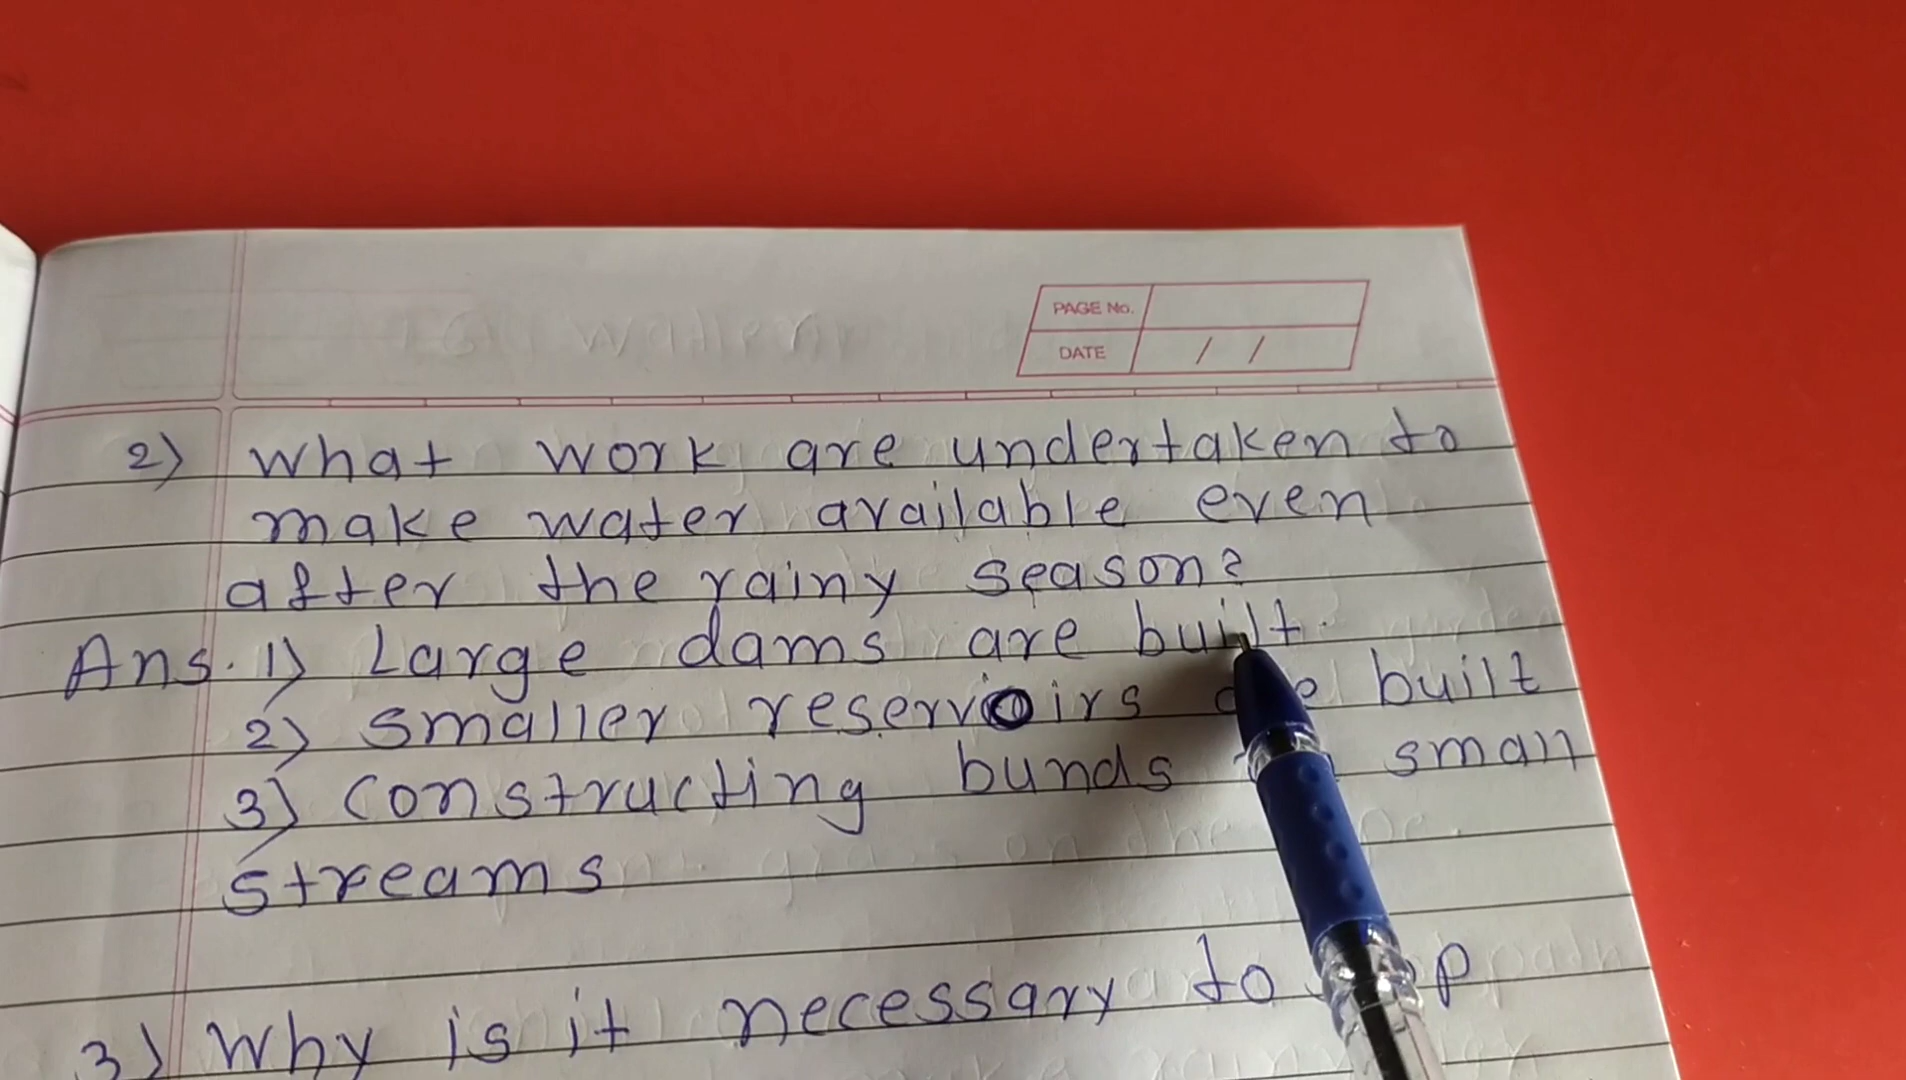 PAGE No.
DATE / /
2) What work are undertaken to
make water available even
after the rainy season?
Ans. 1) Large dams are built.
2) smaller reservoirs are built
3) constructing bunds small
streams
3) Why is it necessary to